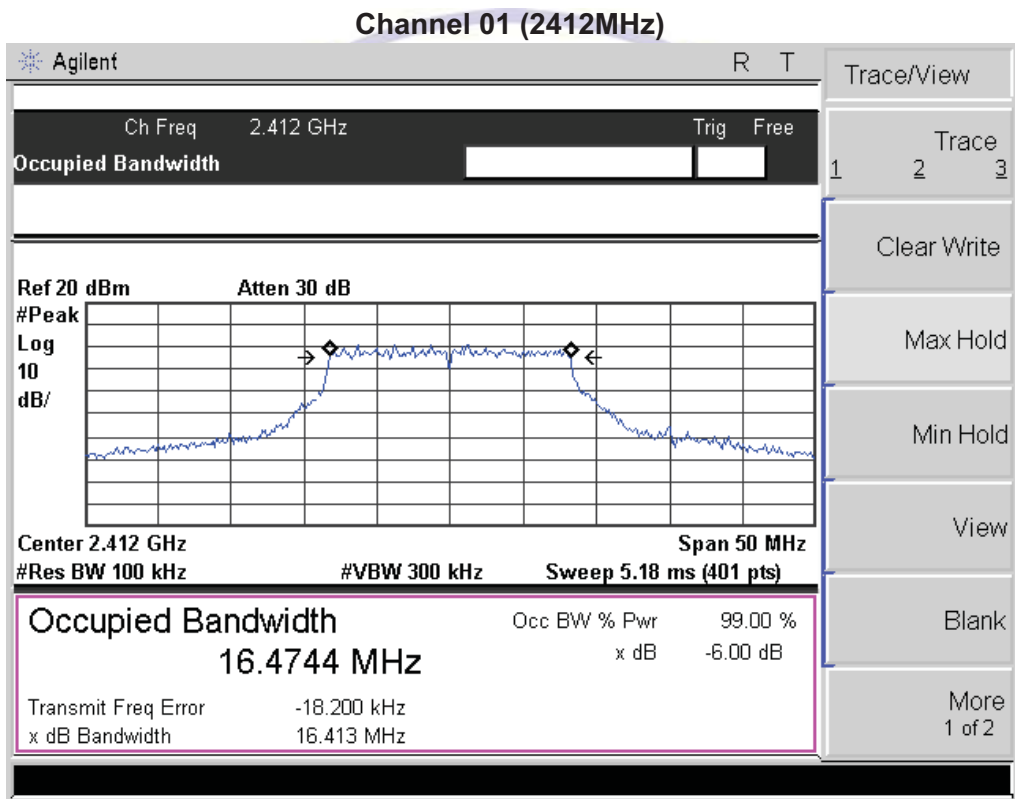 Channel 01 (2412MHz)
Agilent R T
Trace/View
Ch Freq 2.412 GHz Trig Free
Occupied Bandwidth
Trace
1 2 3
Clear Write
Ref 20 dBm Atten 30 dB
#Peak
Log
10
dB/
Max Hold
Min Hold
View
Center 2.412 GHz Span 50 MHz
#Res BW 100 kHz #VBW 300 kHz Sweep 5.18 ms (401 pts)
Occupied Bandwidth Occ BW % Pwr 99.00 %
16.4744 MHz x dB -6.00 dB
Blank
Transmit Freq Error -18.200 kHz
x dB Bandwidth 16.413 MHz
More
1 of 2